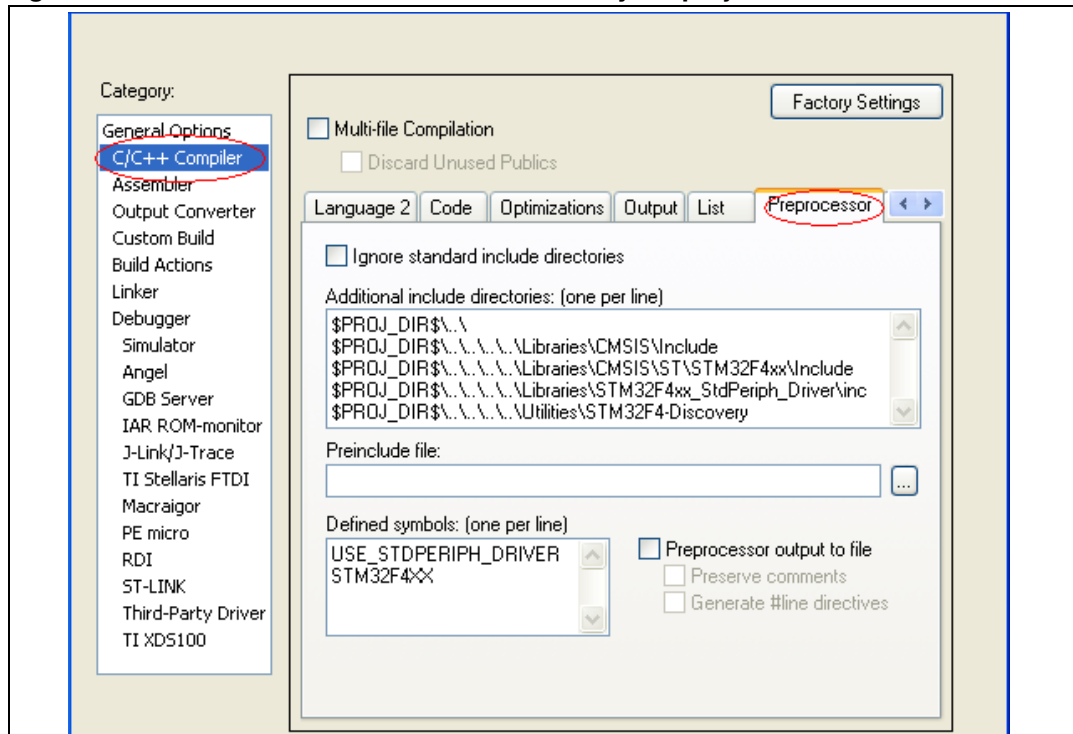 Category:
General Options
C/C++ Compiler
Assembler
Output Converter
Custom Build
Build Actions
Linker
Debugger
Simulator
Angel
GDB Server
IAR ROM-monitor
J-Link/J-Trace
TI Stellaris FTDI
Macraigor
PE micro
RDI
ST-LINK
Third-Party Driver
TI XDS100
Factory Settings
Multi-file Compilation
Discard Unused Publics
Language 2 Code Optimizations Output List Preprocessor
Ignore standard include directories
Additional include directories: (one per line)
$PROJ_DIR$\..\
$PROJ_DIR$\..\..\..\..\Libraries\CMSIS\Include
$PROJ_DIR$\..\..\..\..\Libraries\CMSIS\ST\STM32F4xx\Include
$PROJ_DIR$\..\..\..\..\Libraries\STM32F4xx_StdPeriph_Driver\inc
$PROJ_DIR$\..\..\..\..\Utilities\STM32F4-Discovery
Preinclude file:
...
Defined symbols: (one per line)
USE_STDPERIPH_DRIVER
STM32F4XX
Preprocessor output to file
Preserve comments
Generate #line directives